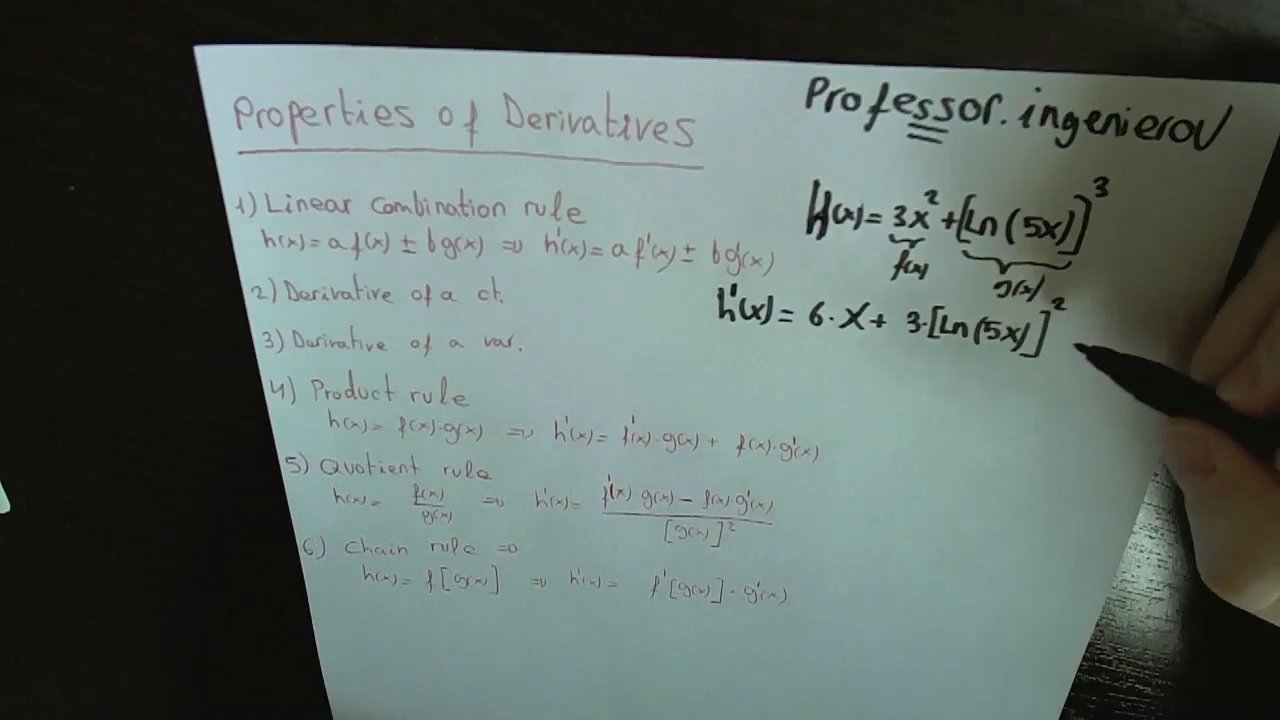 Properties of Derivatives
Professor.ingenierov
1) Linear Combination rule
h(x) = a f(x) ± b g(x) => h'(x) = a f'(x) ± b g'(x)
2) Derivative of a ct.
3) Derivative of a var.
4) Product rule
h(x) = f(x)·g(x) => h'(x) = f'(x)·g(x) + f(x)·g'(x)
5) Quotient rule
h(x) = f(x)/g(x) => h'(x) = f'(x) g(x) − f(x)·g'(x)/[g(x)]²
6) Chain rule =>
h(x) = f[g(x)] => h'(x) = f'[g(x)]·g'(x)
H(x) = 3x² + [Ln(5x)]³
f(x)
g(x)
h'(x) = 6·x + 3·[Ln(5x)]²